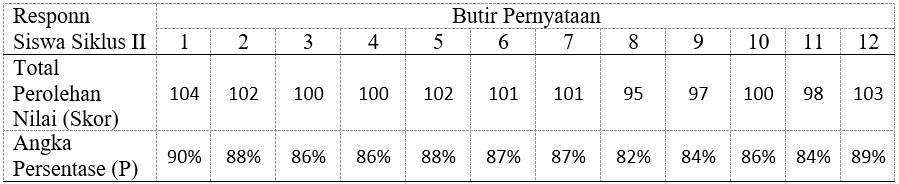 Responn Butir Pernyataan
Siswa Siklus II 1 2 3 4 5 6 7 8 9 10 11 12
Total
Perolehan 104 102 100 100 102 101 101 95 97 100 98 103
Nilai (Skor)
Angka
Persentase (P) 90% 88% 86% 86% 88% 87% 87% 82% 84% 86% 84% 89%